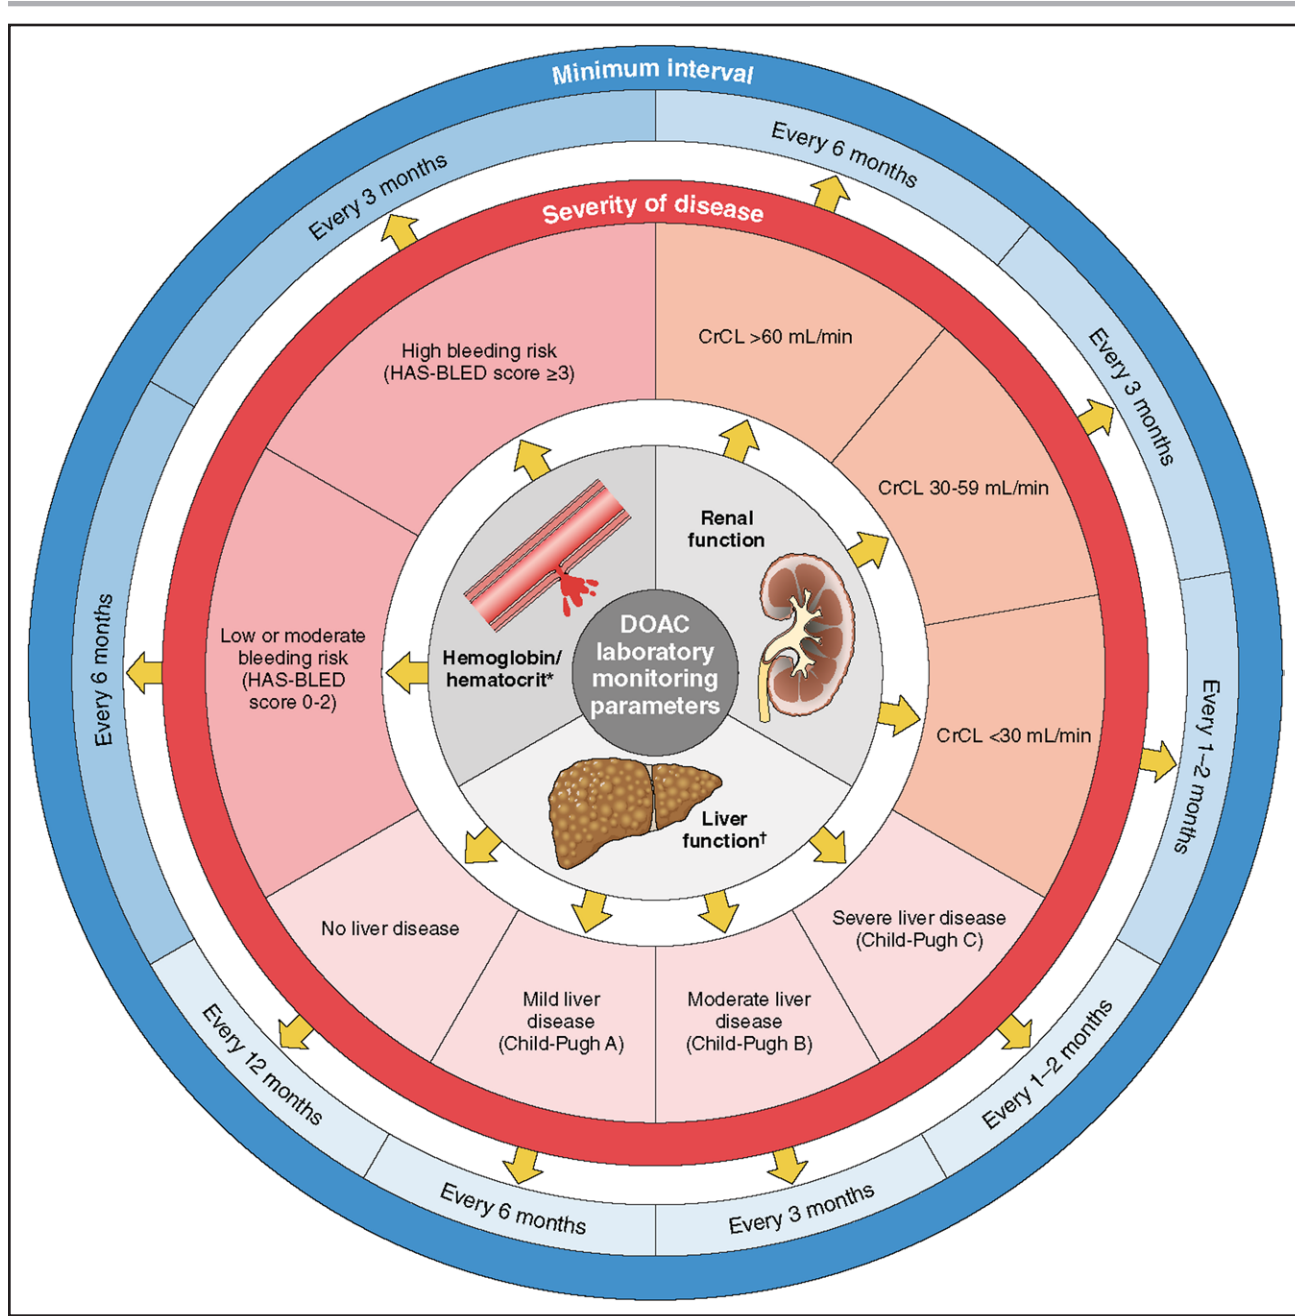 Minimum interval
Every 3 months
Every 6 months
Severity of disease
Every 3 months
High bleeding risk
(HAS-BLED score ≥3)
CrCL >60 mL/min
CrCL 30-59 mL/min
Renal
function
DOAC
laboratory
monitoring
parameters
Hemoglobin/
hematocrit*
Low or moderate
bleeding risk
(HAS-BLED
score 0-2)
Every 6 months
CrCL <30 mL/min
Every 1–2 months
Liver
function†
No liver disease
Mild liver
disease
(Child-Pugh A)
Moderate liver
disease
(Child-Pugh B)
Severe liver disease
(Child-Pugh C)
Every 12 months
Every 6 months
Every 3 months
Every 1–2 months